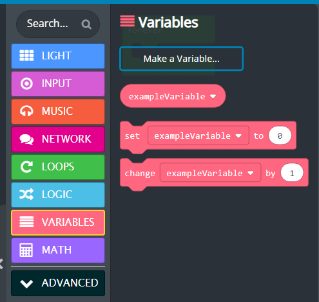 Search...
LIGHT
INPUT
MUSIC
NETWORK
LOOPS
LOGIC
VARIABLES
MATH
ADVANCED
Variables
Make a Variable...
exampleVariable
set exampleVariable to 0
change exampleVariable by 1